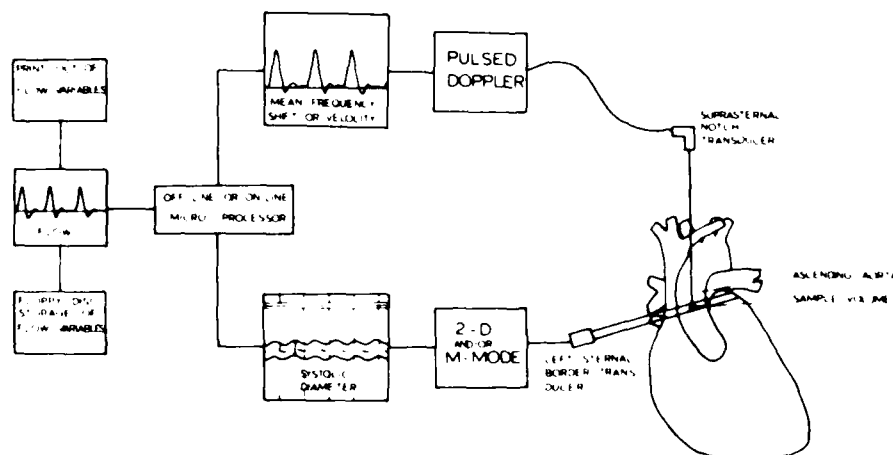 PRINT OUT OF
FLOW VARIABLES
FLOW
FLOPPY DISC
STORAGE OF
FLOW VARIABLES
OFF LINE OR ON-LINE
MICRO PROCESSOR
MEAN FREQUENCY
SHIFT OR VELOCITY
PULSED
DOPPLER
SUPRASTERNAL
NOTCH
TRANSDUCER
SYSTOLIC
DIAMETER
2-D
AND/OR
M-MODE
LEFT STERNAL
BORDER TRANS
DUCER
ASCENDING AORTA
SAMPLE VOLUME